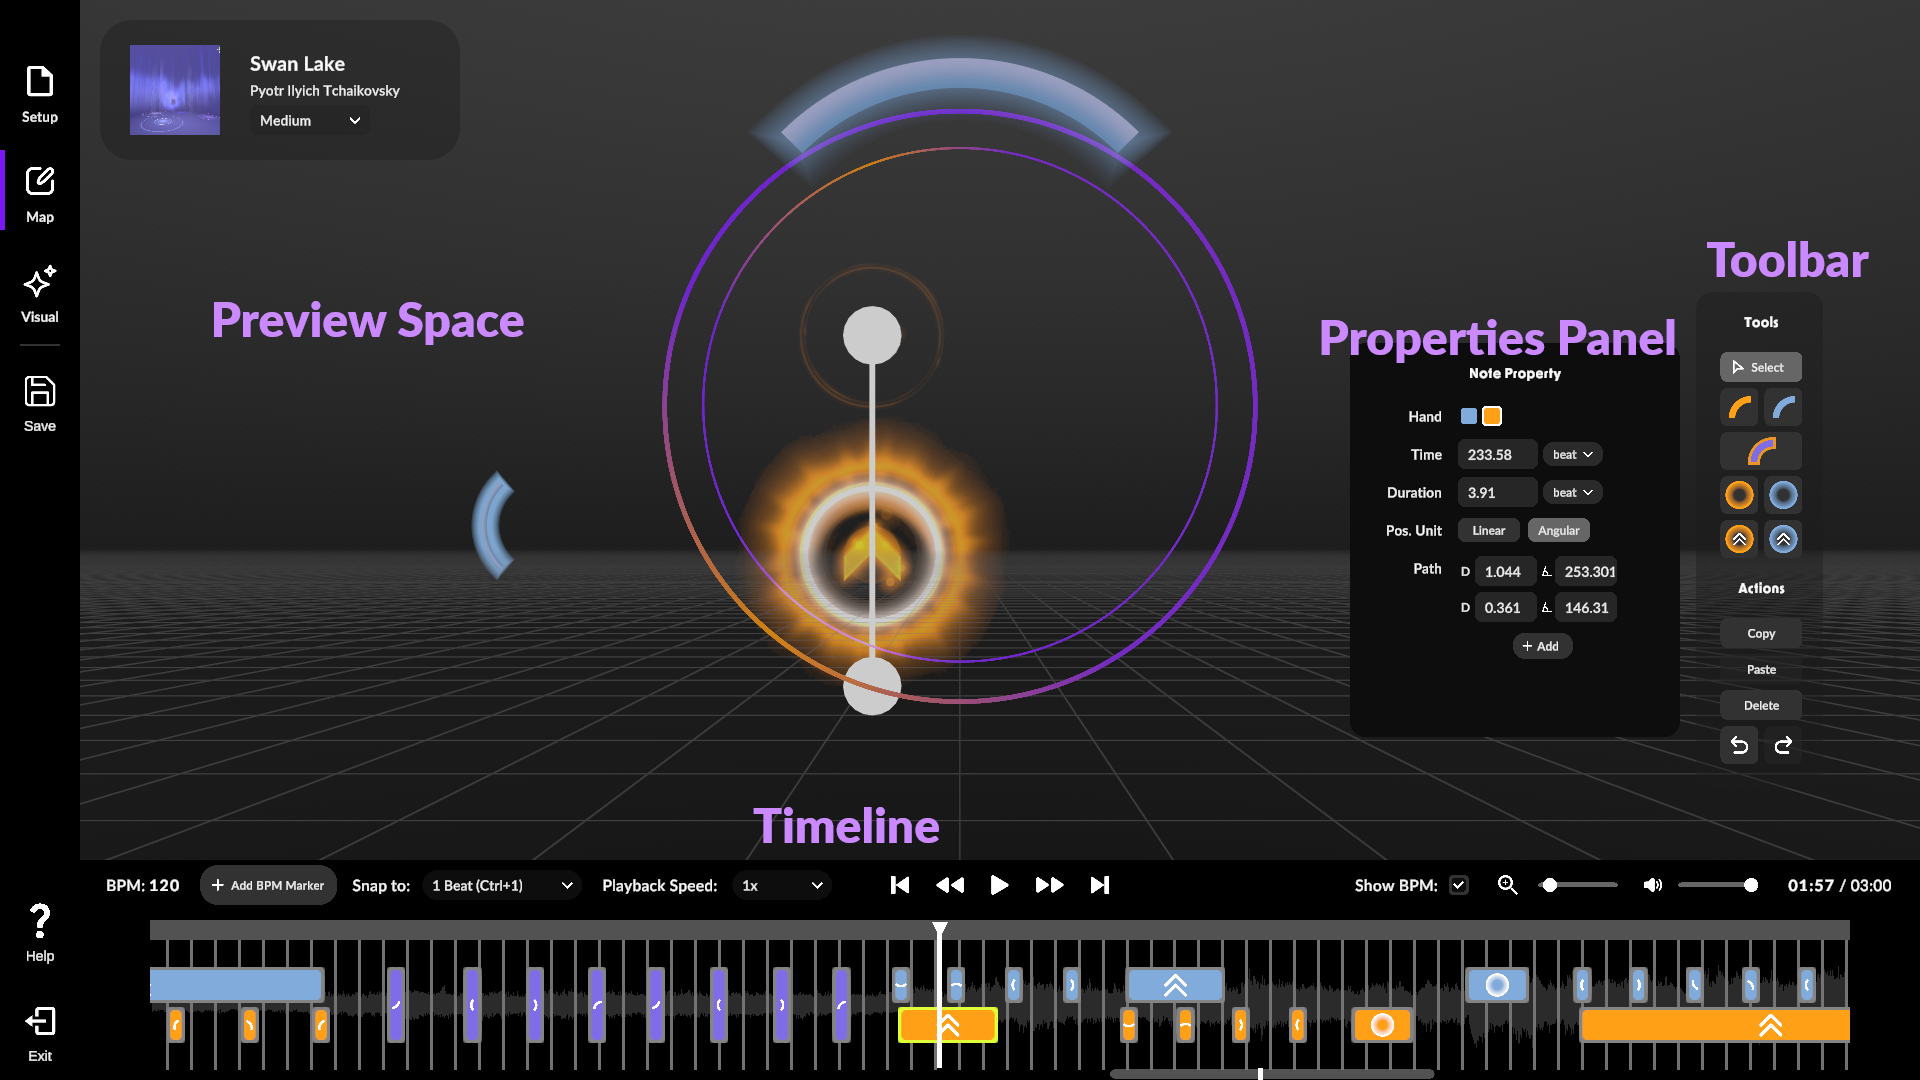 Setup
Map
Visual
Save
Help
Exit
Swan Lake
Pyotr Ilyich Tchaikovsky
Medium
Preview Space
Toolbar
Properties Panel
Note Property
Hand
Time 233.58 beat
Duration 3.91 beat
Pos. Unit Linear Angular
Path D 1.044 253.301
D 0.361 146.31
+ Add
Tools
Select
Actions
Copy
Paste
Delete
Timeline
BPM: 120 + Add BPM Marker Snap to: 1 Beat (Ctrl+1) Playback Speed: 1x Show BPM: 01:57 / 03:00